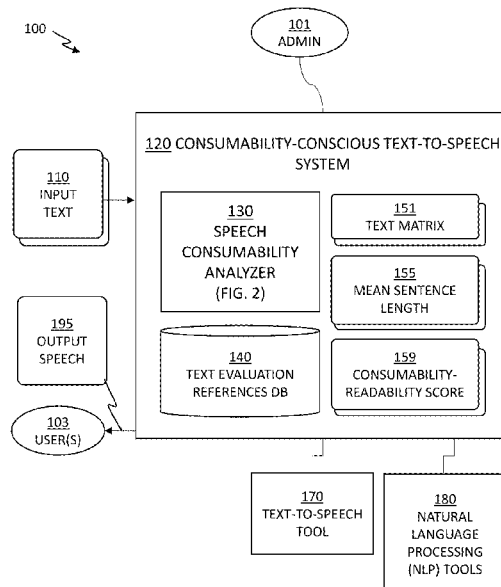 100
101
ADMIN
120 CONSUMABILITY-CONSCIOUS TEXT-TO-SPEECH
SYSTEM
110
INPUT
TEXT
130
SPEECH
CONSUMABILITY
ANALYZER
(FIG. 2)
151
TEXT MATRIX
155
MEAN SENTENCE
LENGTH
195
OUTPUT
SPEECH
140
TEXT EVALUATION
REFERENCES DB
159
CONSUMABILITY-
READABILITY SCORE
103
USER(S)
170
TEXT-TO-SPEECH
TOOL
180
NATURAL
LANGUAGE
PROCESSING
(NLP) TOOLS